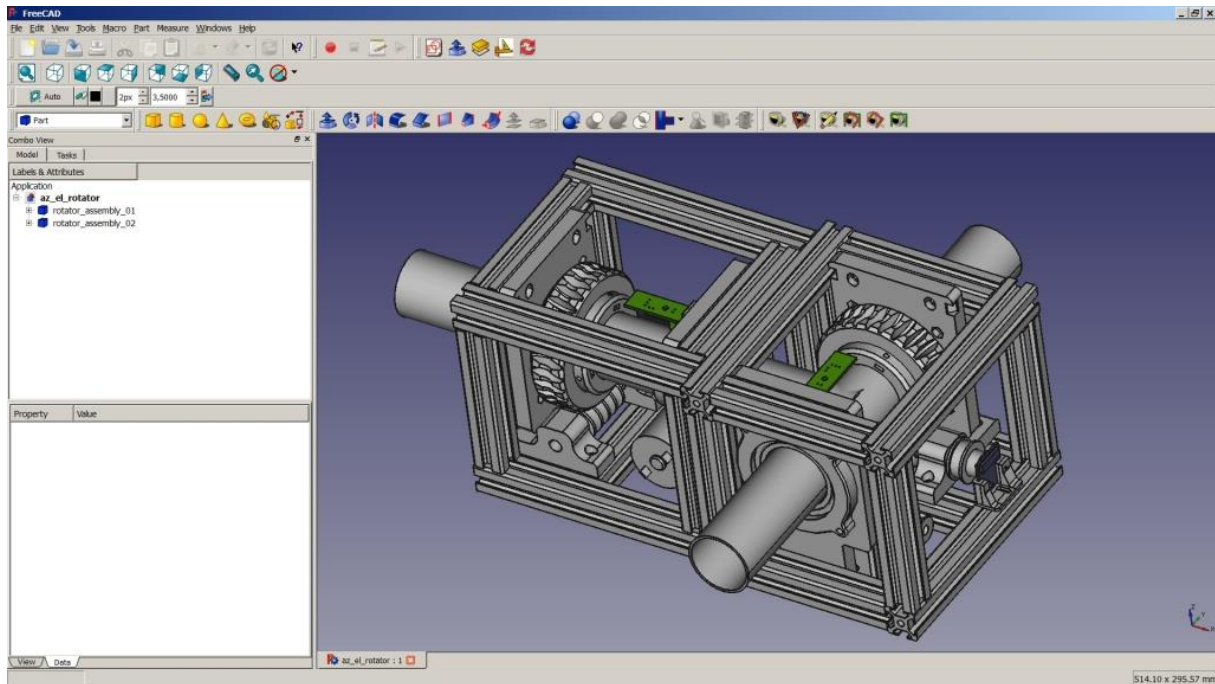 FreeCAD
File Edit View Tools Macro Part Measure Windows Help
Auto 2px 3,5000
Part
Combo View
Model Tasks
Labels & Attributes
Application
az_el_rotator
rotator_assembly_01
rotator_assembly_02
Property Value
View Data
az_el_rotator : 1
514.10 x 295.57 mm